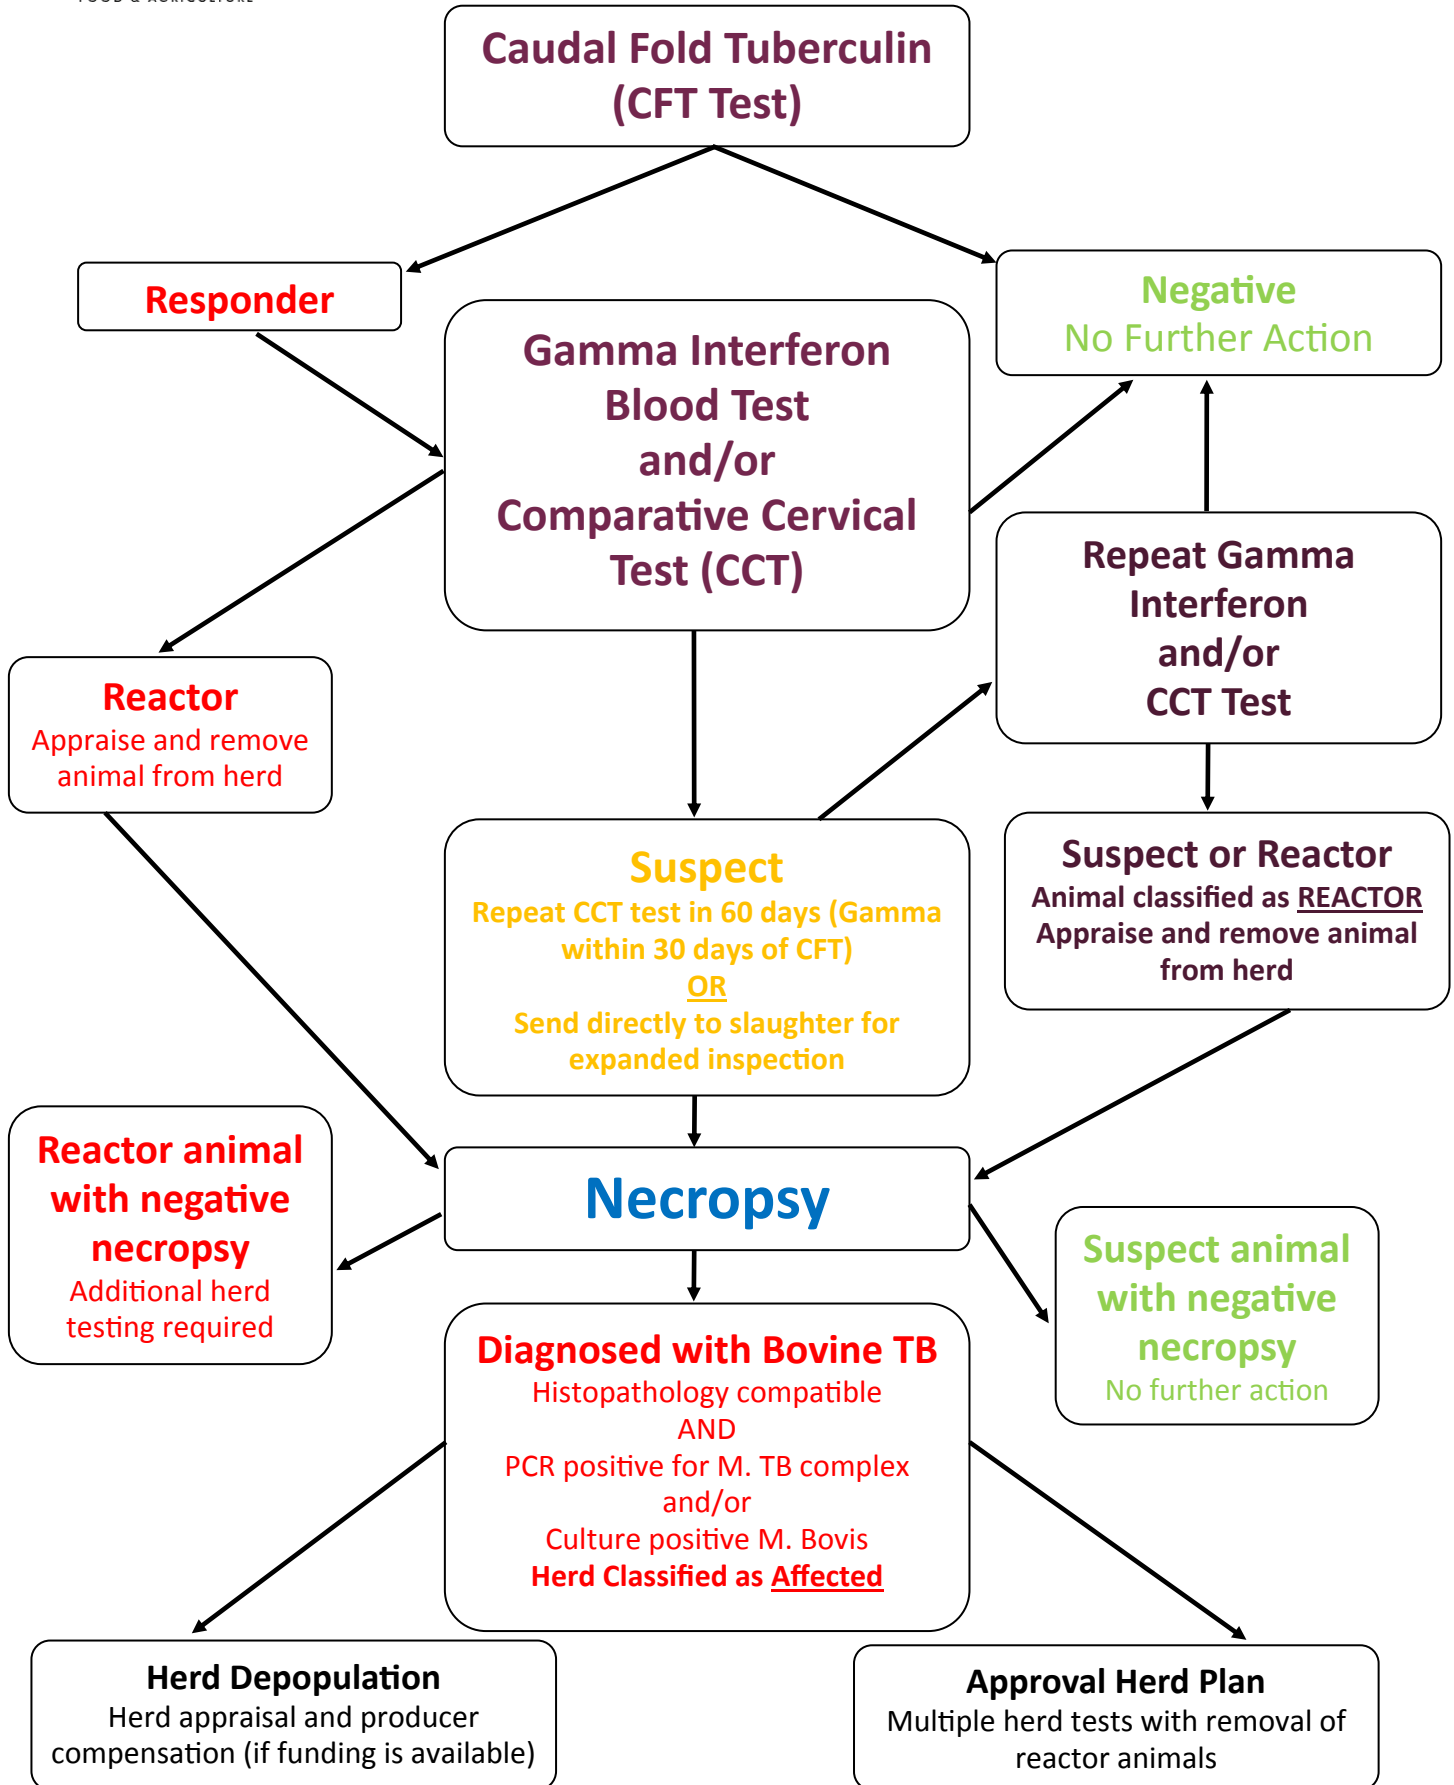 FOOD & AGRICULTURE
Caudal Fold Tuberculin
(CFT Test)
Responder
Negative
No Further Action
Gamma Interferon
Blood Test
and/or
Comparative Cervical
Test (CCT)
Repeat Gamma
Interferon
and/or
CCT Test
Reactor
Appraise and remove
animal from herd
Suspect
Repeat CCT test in 60 days (Gamma
within 30 days of CFT)
OR
Send directly to slaughter for
expanded inspection
Suspect or Reactor
Animal classified as REACTOR
Appraise and remove animal
from herd
Reactor animal
with negative
necropsy
Additional herd
testing required
Necropsy
Suspect animal
with negative
necropsy
No further action
Diagnosed with Bovine TB
Histopathology compatible
AND
PCR positive for M. TB complex
and/or
Culture positive M. Bovis
Herd Classified as Affected
Herd Depopulation
Herd appraisal and producer
compensation (if funding is available)
Approval Herd Plan
Multiple herd tests with removal of
reactor animals